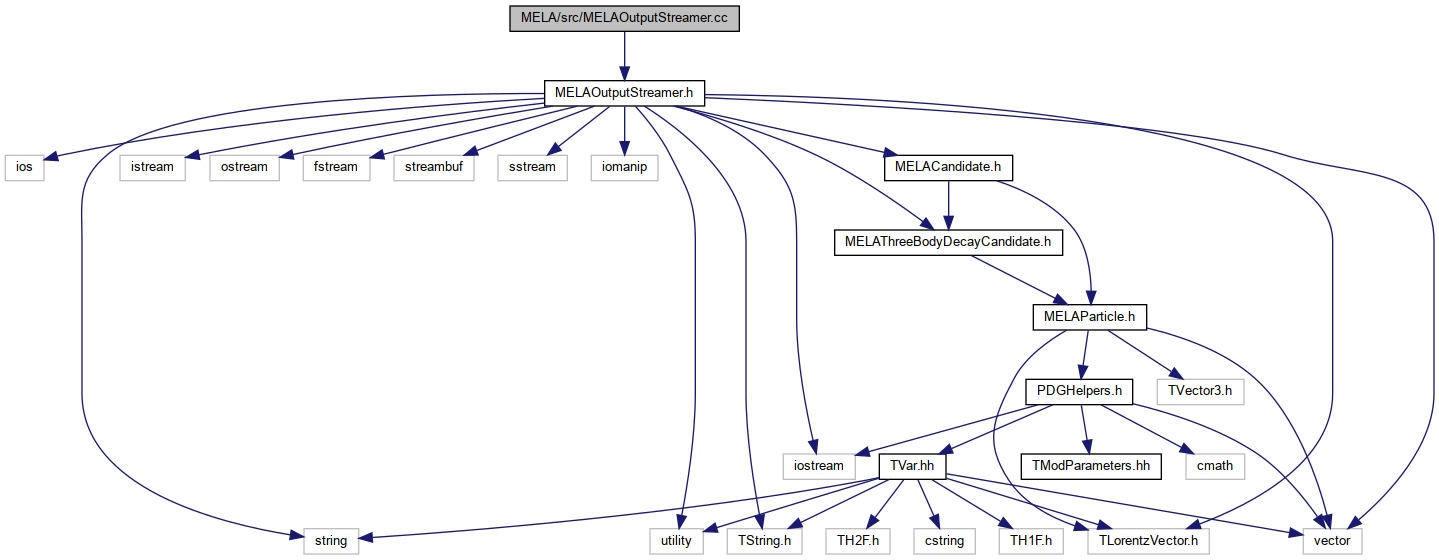 MELA/src/MELAOutputStreamer.cc
MELAOutputStreamer.h
ios
istream
ostream
fstream
streambuf
sstream
iomanip
MELACandidate.h
MELAThreeBodyDecayCandidate.h
MELAParticle.h
PDGHelpers.h
TVector3.h
iostream
TVar.hh
TModParameters.hh
cmath
string
utility
TString.h
TH2F.h
cstring
TH1F.h
TLorentzVector.h
vector